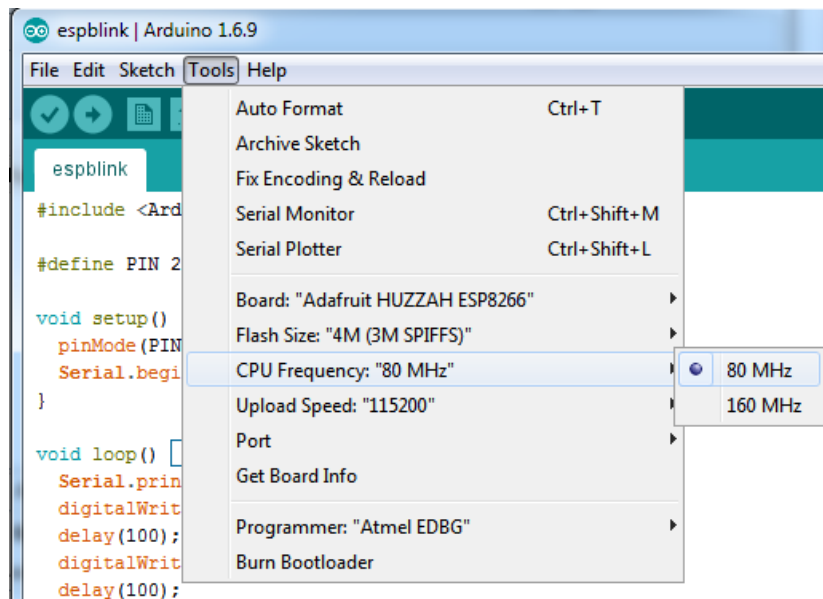 espblink | Arduino 1.6.9
File Edit Sketch Tools Help
Auto Format Ctrl+T
Archive Sketch
Fix Encoding & Reload
Serial Monitor Ctrl+Shift+M
Serial Plotter Ctrl+Shift+L
Board: "Adafruit HUZZAH ESP8266"
Flash Size: "4M (3M SPIFFS)"
CPU Frequency: "80 MHz"
80 MHz
160 MHz
Upload Speed: "115200"
Port
Get Board Info
Programmer: "Atmel EDBG"
Burn Bootloader
espblink
#include <Ard
#define PIN 2
void setup()
pinMode(PIN
Serial.begi
}
void loop()
Serial.prin
digitalWrit
delay(100);
digitalWrit
delay(100);